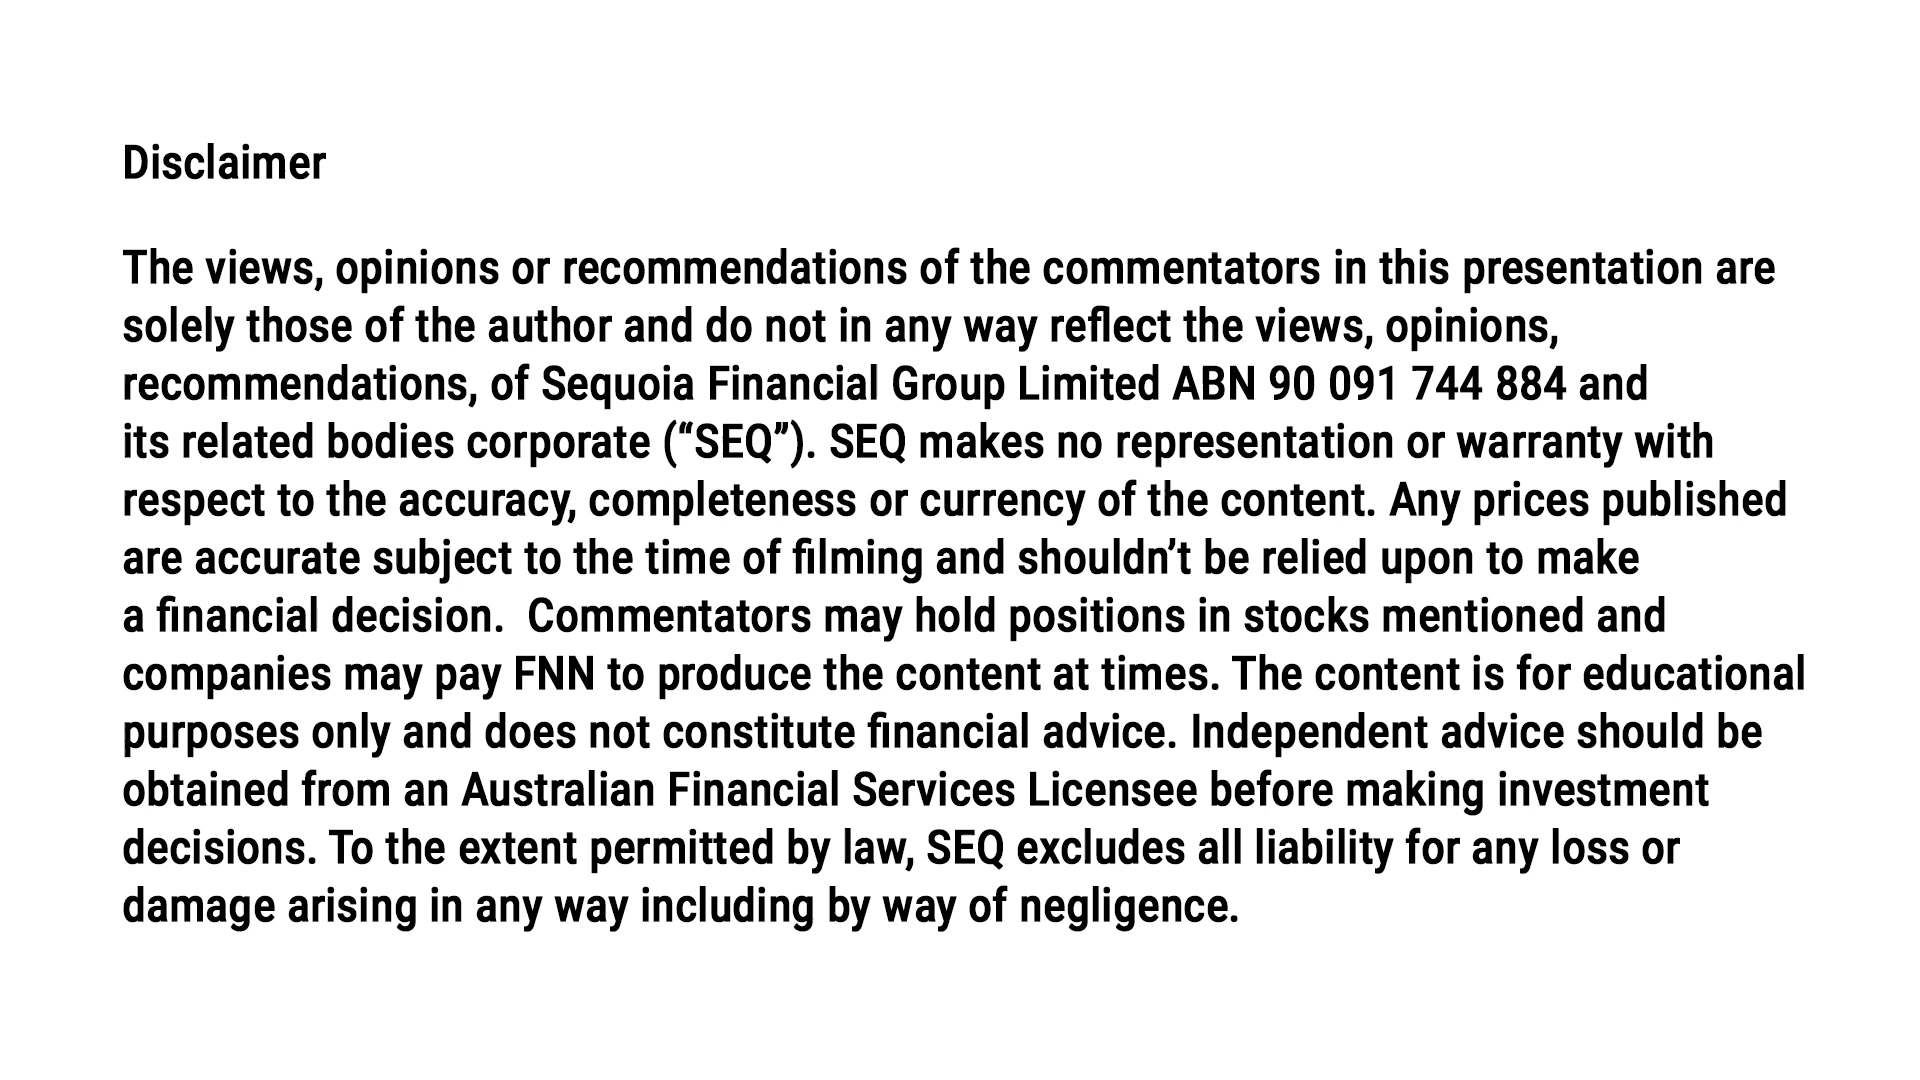 Disclaimer
The views, opinions or recommendations of the commentators in this presentation are
solely those of the author and do not in any way reflect the views, opinions,
recommendations, of Sequoia Financial Group Limited ABN 90 091 744 884 and
its related bodies corporate (“SEQ”). SEQ makes no representation or warranty with
respect to the accuracy, completeness or currency of the content. Any prices published
are accurate subject to the time of filming and shouldn’t be relied upon to make
a financial decision.  Commentators may hold positions in stocks mentioned and
companies may pay FNN to produce the content at times. The content is for educational
purposes only and does not constitute financial advice. Independent advice should be
obtained from an Australian Financial Services Licensee before making investment
decisions. To the extent permitted by law, SEQ excludes all liability for any loss or
damage arising in any way including by way of negligence.